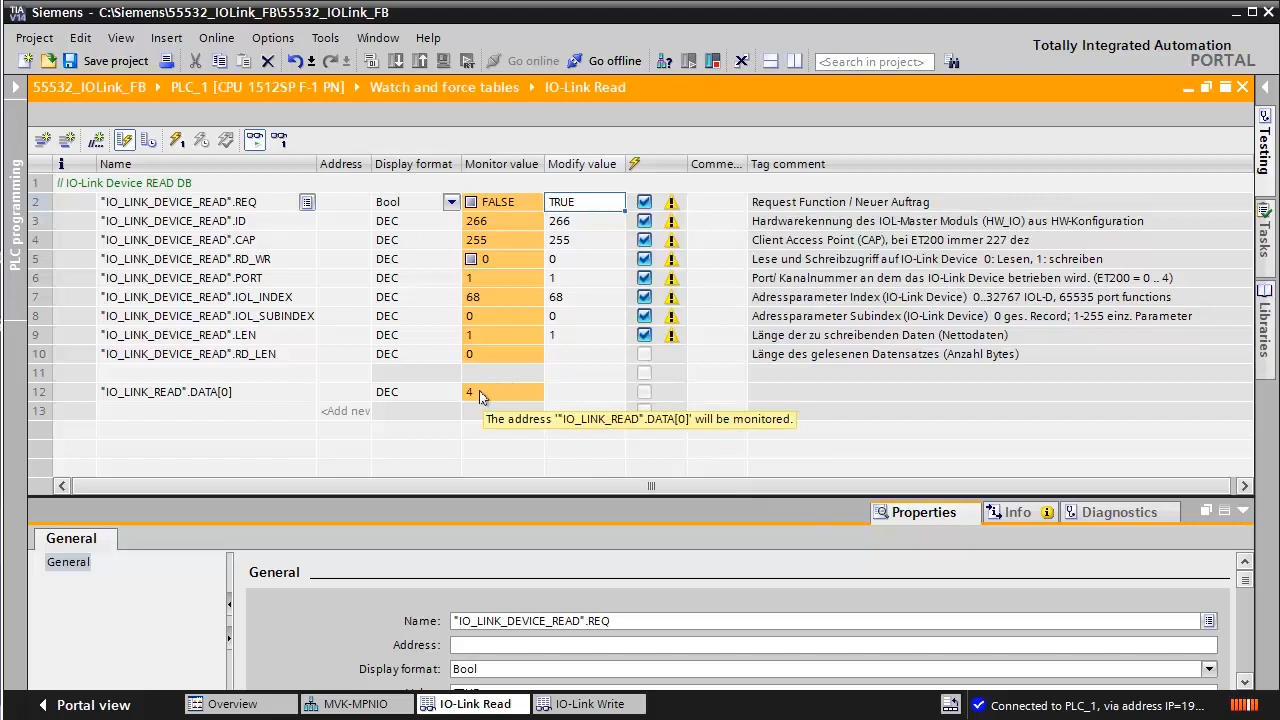 TIA V14 Siemens - C:\Siemens\55532_IOLink_FB\55532_IOLink_FB
Project Edit View Insert Online Options Tools Window Help
Totally Integrated Automation
PORTAL
Save project Go online Go offline <Search in project>
55532_IOLink_FB PLC_1 [CPU 1512SP F-1 PN] Watch and force tables IO-Link Read
PLC programming
i Name Address Display format Monitor value Modify value Comme... Tag comment
1 // IO-Link Device READ DB
2 "IO_LINK_DEVICE_READ".REQ Bool FALSE TRUE Request Function / Neuer Auftrag
3 "IO_LINK_DEVICE_READ".ID DEC 266 266 Hardwarekennung des IOL-Master Moduls (HW_IO) aus HW-Konfiguration
4 "IO_LINK_DEVICE_READ".CAP DEC 255 255 Client Access Point (CAP), bei ET200 immer 227 dez
5 "IO_LINK_DEVICE_READ".RD_WR DEC 0 0 Lese und Schreibzugriff auf IO-Link Device 0: Lesen, 1: schreiben
6 "IO_LINK_DEVICE_READ".PORT DEC 1 1 Port/ Kanalnummer an dem das IO-Link Device betrieben wird. (ET200 = 0 .. 4)
7 "IO_LINK_DEVICE_READ".IOL_INDEX DEC 68 68 Adressparameter Index (IO-Link Device) 0..32767 IOL-D, 65535 port functions
8 "IO_LINK_DEVICE_READ".IOL_SUBINDEX DEC 0 0 Adressparameter Subindex (IO-Link Device) 0 ges. Record; 1-255 einz. Parameter
9 "IO_LINK_DEVICE_READ".LEN DEC 1 1 Länge der zu schreibenden Daten (Nettodaten)
10 "IO_LINK_DEVICE_READ".RD_LEN DEC 0 Länge des gelesenen Datensatzes (Anzahl Bytes)
11
12 "IO_LINK_READ".DATA[0] DEC 4
13 <Add nev
The address '"IO_LINK_READ".DATA[0]' will be monitored.
Testing
Tasks
Libraries
Properties Info Diagnostics
General
General
General
Name: "IO_LINK_DEVICE_READ".REQ
Address:
Display format: Bool
Portal view Overview MVK-MPNIO IO-Link Read IO-Link Write Connected to PLC_1, via address IP=19...